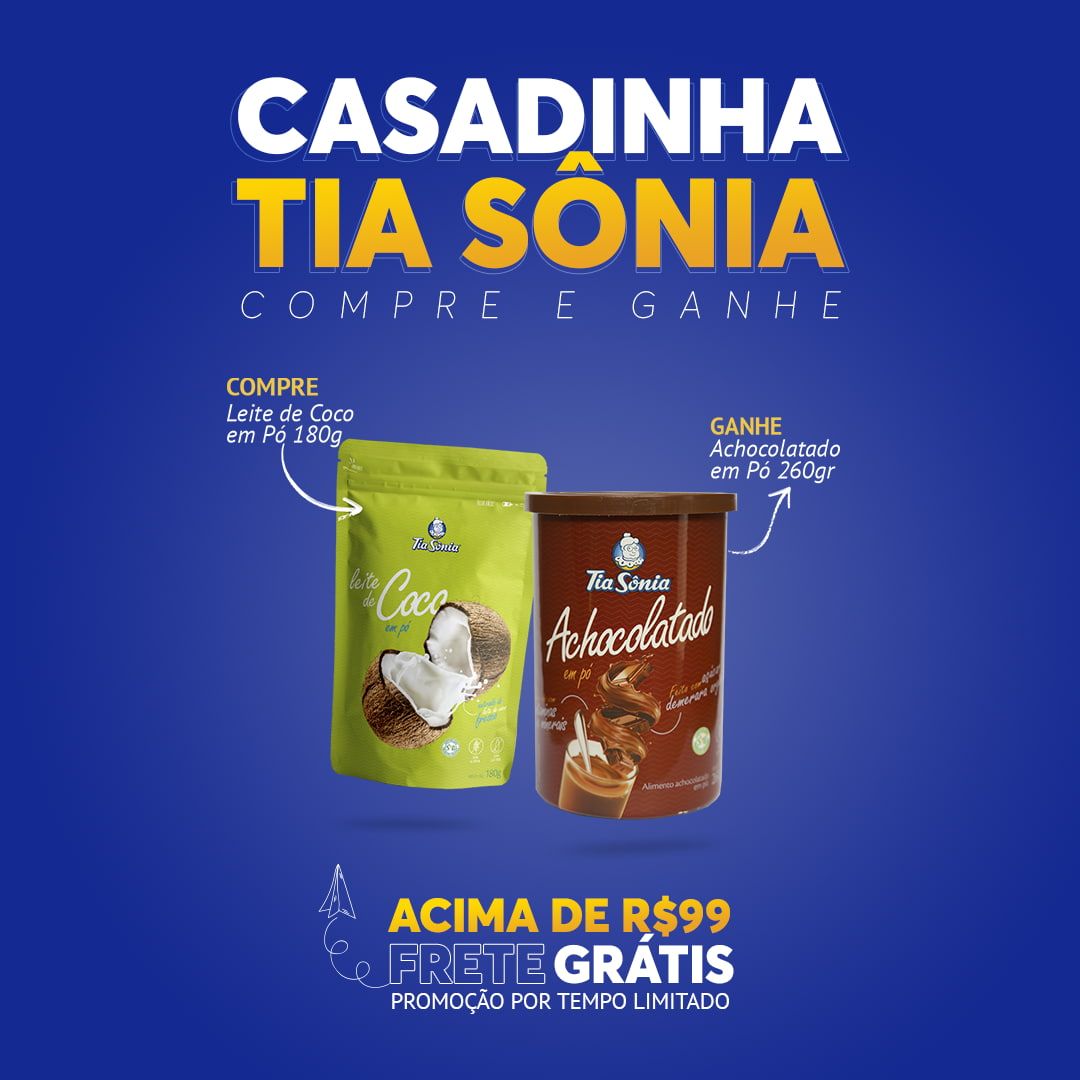 CASADINHA
TIA SÔNIA
COMPRE E GANHE
COMPRE
Leite de Coco
em Pó 180g
GANHE
Achocolatado
em Pó 260gr
Tia Sônia
leite
de Coco
em pó
180g
Tia Sônia
Achocolatado
em pó
Feito com açúcar
demerara
Alimento achocolatado
em pó
ACIMA DE R$99
FRETE GRÁTIS
PROMOÇÃO POR TEMPO LIMITADO